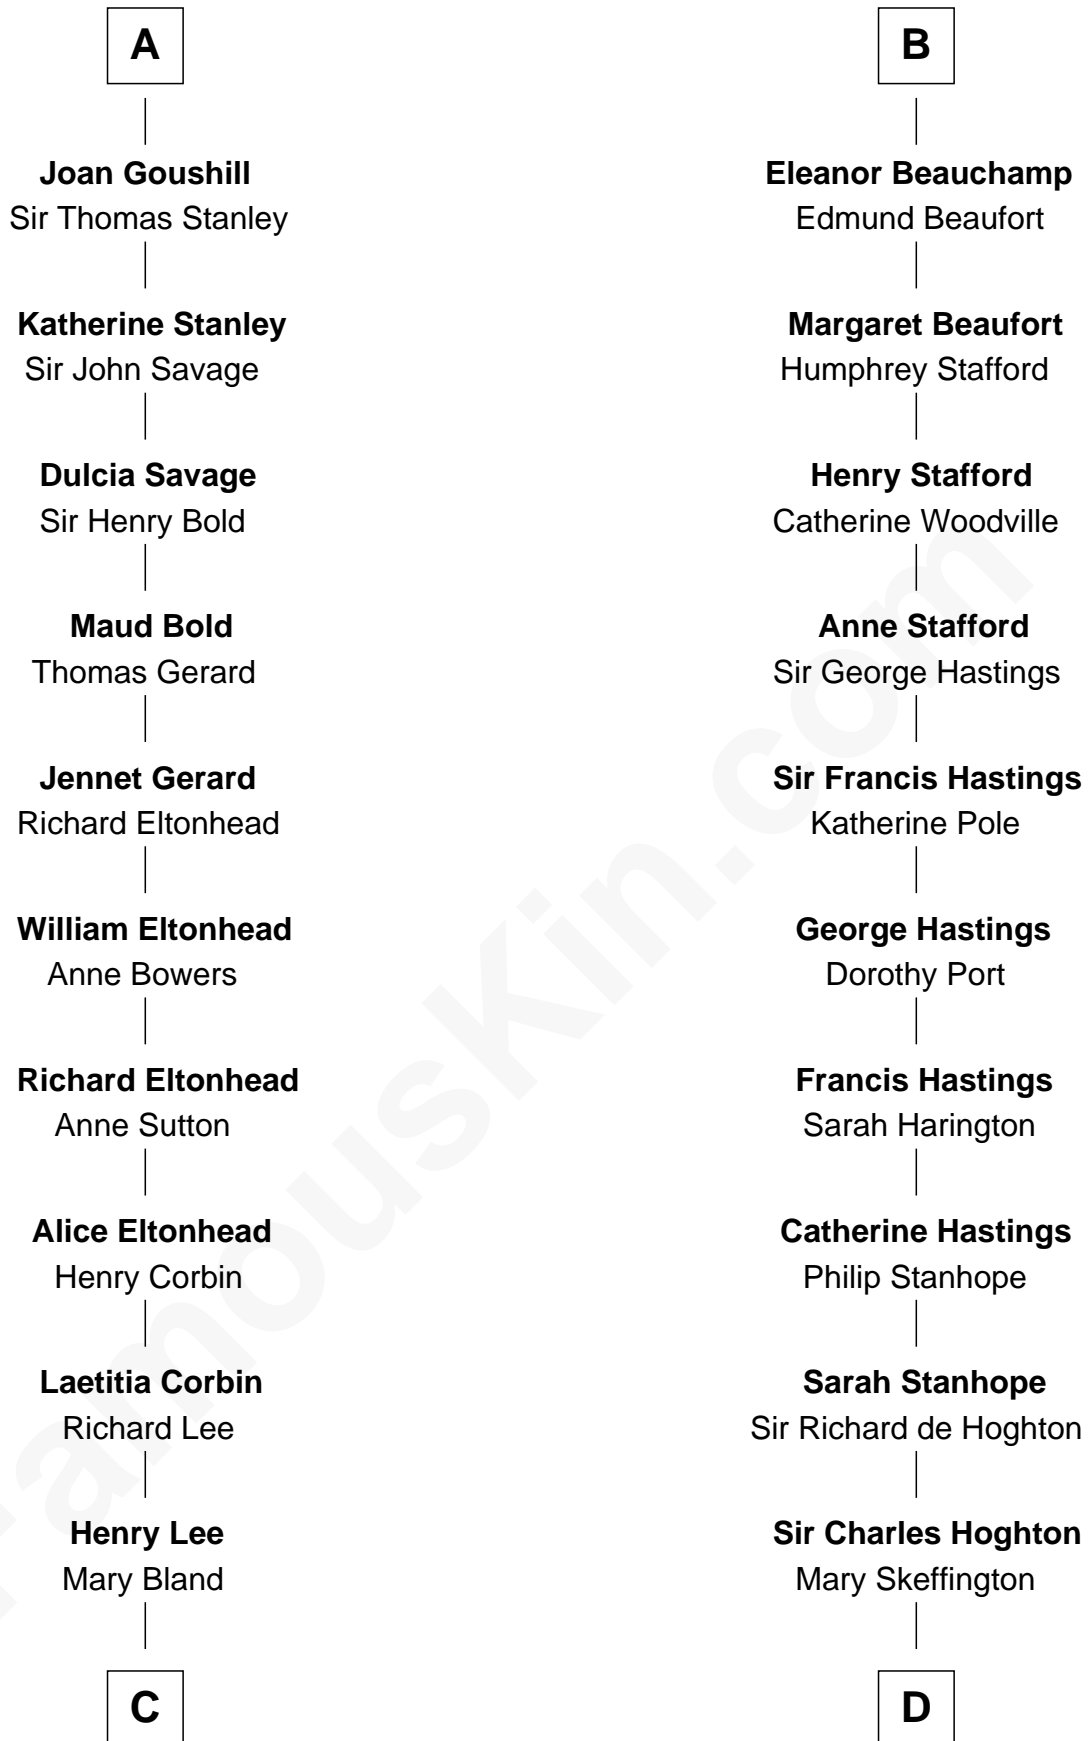 A
Joan Goushill
Sir Thomas Stanley
Katherine Stanley
Sir John Savage
Dulcia Savage
Sir Henry Bold
Maud Bold
Thomas Gerard
Jennet Gerard
Richard Eltonhead
William Eltonhead
Anne Bowers
Richard Eltonhead
Anne Sutton
Alice Eltonhead
Henry Corbin
Laetitia Corbin
Richard Lee
Henry Lee
Mary Bland
C
B
Eleanor Beauchamp
Edmund Beaufort
Margaret Beaufort
Humphrey Stafford
Henry Stafford
Catherine Woodville
Anne Stafford
Sir George Hastings
Sir Francis Hastings
Katherine Pole
George Hastings
Dorothy Port
Francis Hastings
Sarah Harington
Catherine Hastings
Philip Stanhope
Sarah Stanhope
Sir Richard de Hoghton
Sir Charles Hoghton
Mary Skeffington
D
FamousKin.com